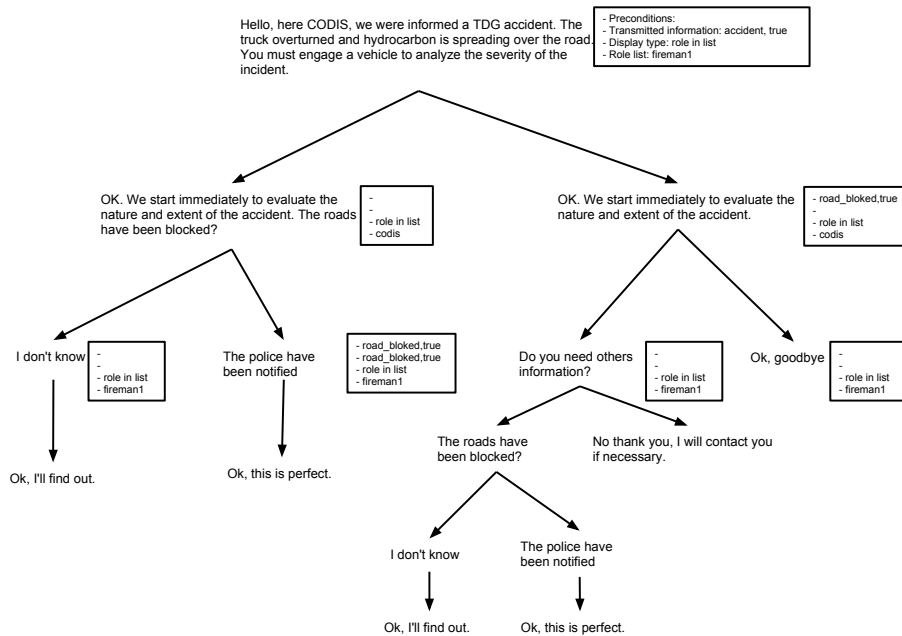 Hello, here CODIS, we were informed a TDG accident. The
truck overturned and hydrocarbon is spreading over the road.
You must engage a vehicle to analyze the severity of the
incident.
- Preconditions:
- Transmitted information: accident, true
- Display type: role in list
- Role list: fireman1
OK. We start immediately to evaluate the
nature and extent of the accident. The roads
have been blocked?
-
-
- role in list
- codis
OK. We start immediately to evaluate the
nature and extent of the accident.
- road_bloked,true
-
- role in list
- codis
I don't know
-
-
- role in list
- fireman1
The police have
been notified
- road_bloked,true
- road_bloked,true
- role in list
- fireman1
Do you need others
information?
-
-
- role in list
- fireman1
Ok, goodbye
-
-
- role in list
- fireman1
Ok, I'll find out.
Ok, this is perfect.
The roads have
been blocked?
No thank you, I will contact you
if necessary.
I don't know
The police have
been notified
Ok, I'll find out.
Ok, this is perfect.